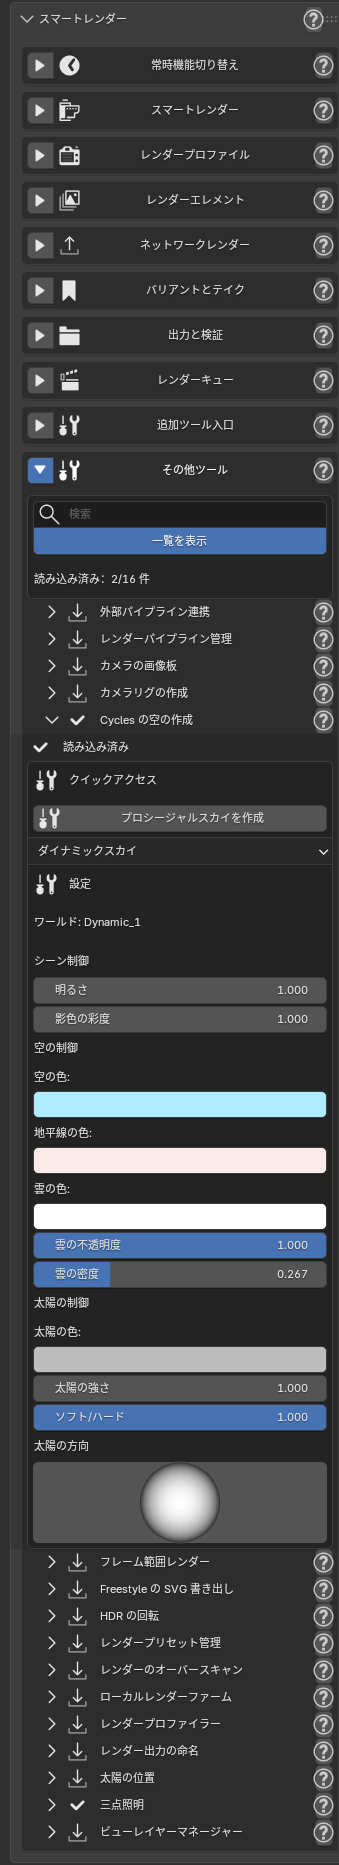 スマートレンダー
常時機能切り替え
スマートレンダー
レンダープロファイル
レンダーエレメント
ネットワークレンダー
バリアントとテイク
出力と検証
レンダーキュー
追加ツール入口
その他ツール
検索
一覧を表示
読み込み済み: 2/16 件
外部パイプライン連携
レンダーパイプライン管理
カメラの画像板
カメラリグの作成
Cycles の空の作成
読み込み済み
クイックアクセス
プロシージャルスカイを作成
ダイナミックスカイ
設定
ワールド: Dynamic_1
シーン制御
明るさ 1.000
影色の彩度 1.000
空の制御
空の色:
地平線の色:
雲の色:
雲の不透明度 1.000
雲の密度 0.267
太陽の制御
太陽の色:
太陽の強さ 1.000
ソフト/ハード 1.000
太陽の方向
フレーム範囲レンダー
Freestyle の SVG 書き出し
HDR の回転
レンダープリセット管理
レンダーのオーバースキャン
ローカルレンダーファーム
レンダープロファイラー
レンダー出力の命名
太陽の位置
三点照明
ビューレイヤーマネージャー